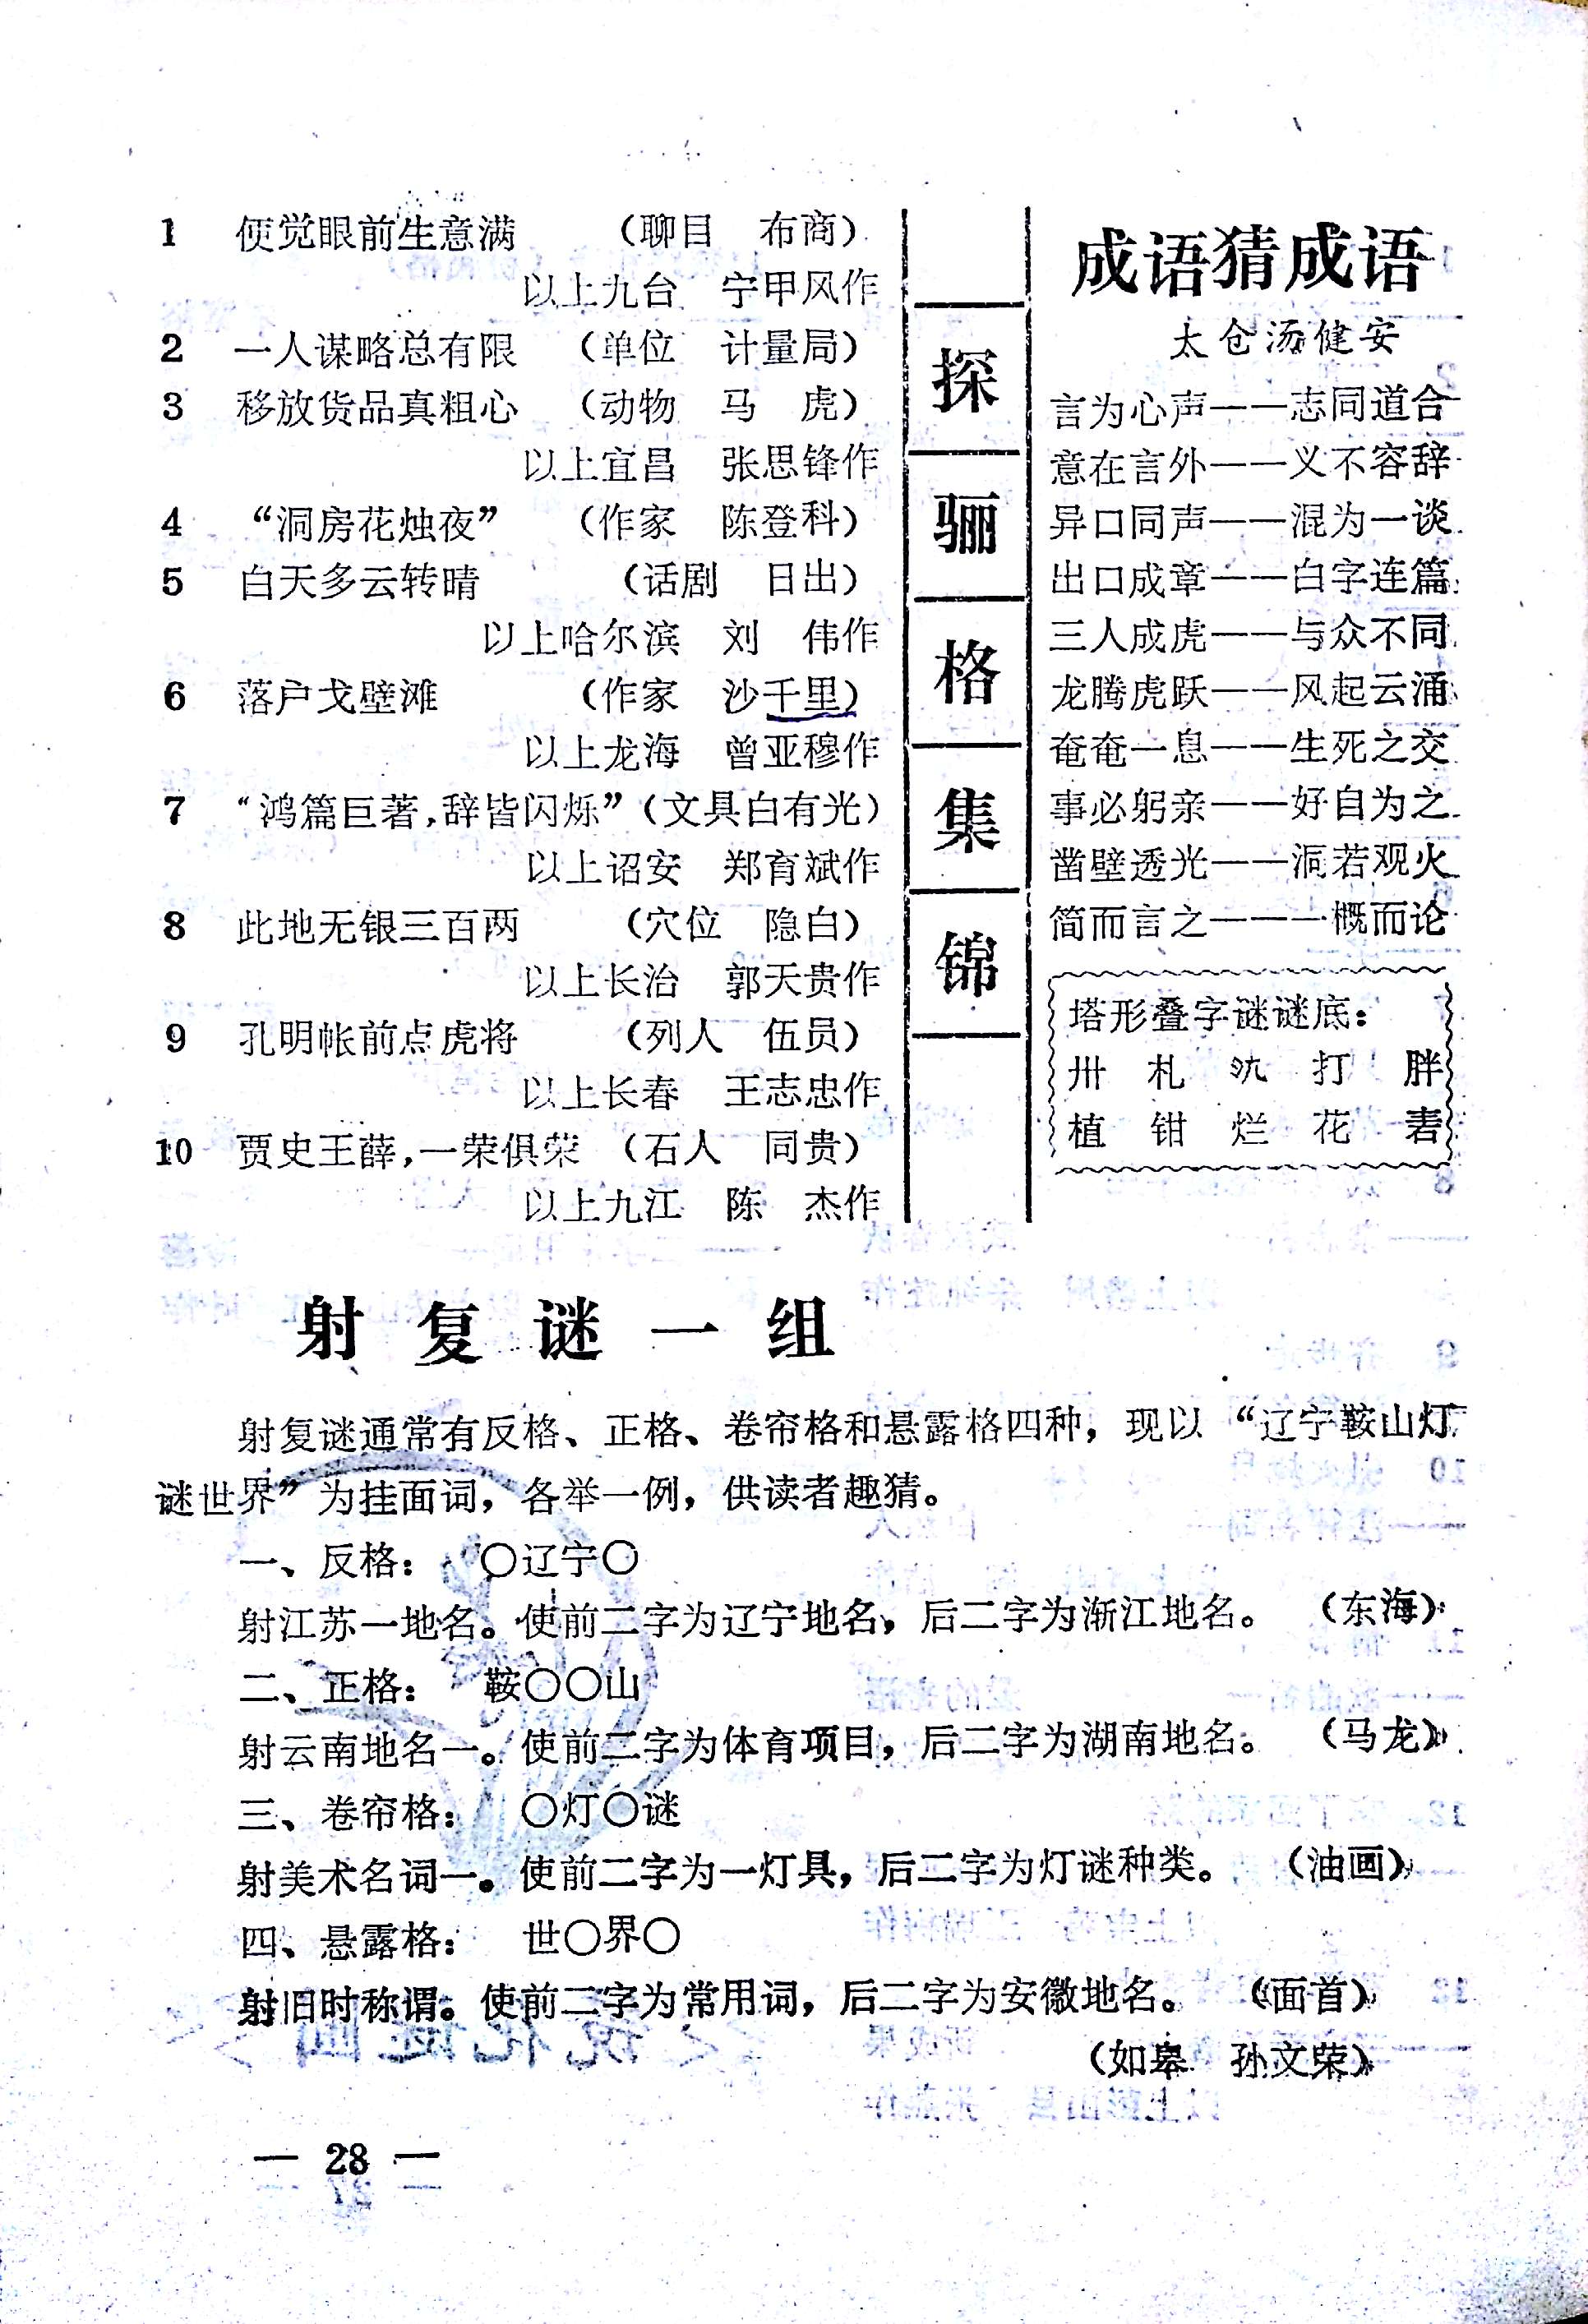 1 便觉眼前生意满 （聊目 布商）
以上九台 宁甲风作
2 一人谋略总有限 （单位 计量局）
3 移放货品真粗心 （动物 马 虎）
以上宜昌 张思锋作
4 “洞房花烛夜” （作家 陈登科）
5 白天多云转晴 （话剧 日出）
以上哈尔滨 刘 伟作
6 落户戈壁滩 （作家 沙千里）
以上龙海 曾亚穆作
7 “鸿篇巨著，辞皆闪烁”（文具白有光）
以上诏安 郑育斌作
8 此地无银三百两 （穴位 隐白）
以上长治 郭天贵作
9 孔明帐前点虎将 （列人 伍员）
以上长春 王志忠作
10 贾史王薛，一荣俱荣 （石人 同贵）
以上九江 陈 杰作
探
骊
格
集
锦
成语猜成语
太仓汤健安
言为心声——志同道合
意在言外——义不容辞
异口同声——混为一谈
出口成章——白字连篇
三人成虎——与众不同
龙腾虎跃——风起云涌
奄奄一息——生死之交
事必躬亲——好自为之
凿壁透光——洞若观火
简而言之——一概而论
塔形叠字谜谜底：
卅 札 打 胖
植 钳 烂 花
射复谜一组
射复谜通常有反格、正格、卷帘格和悬露格四种，现以“辽宁鞍山灯
谜世界”为挂面词，各举一例，供读者趣猜。
一、反格： 〇辽宁〇
射江苏一地名。使前二字为辽宁地名，后二字为浙江地名。 （东海）
二、正格： 鞍〇〇山
射云南地名一。使前二字为体育项目，后二字为湖南地名。 （马龙）
三、卷帘格： 〇灯〇谜
射美术名词一。使前二字为一灯具，后二字为灯谜种类。 （油画）
四、悬露格： 世〇界〇
射旧时称谓。使前二字为常用词，后二字为安徽地名。 （面首）
（如皋 孙文荣）
— 28 —